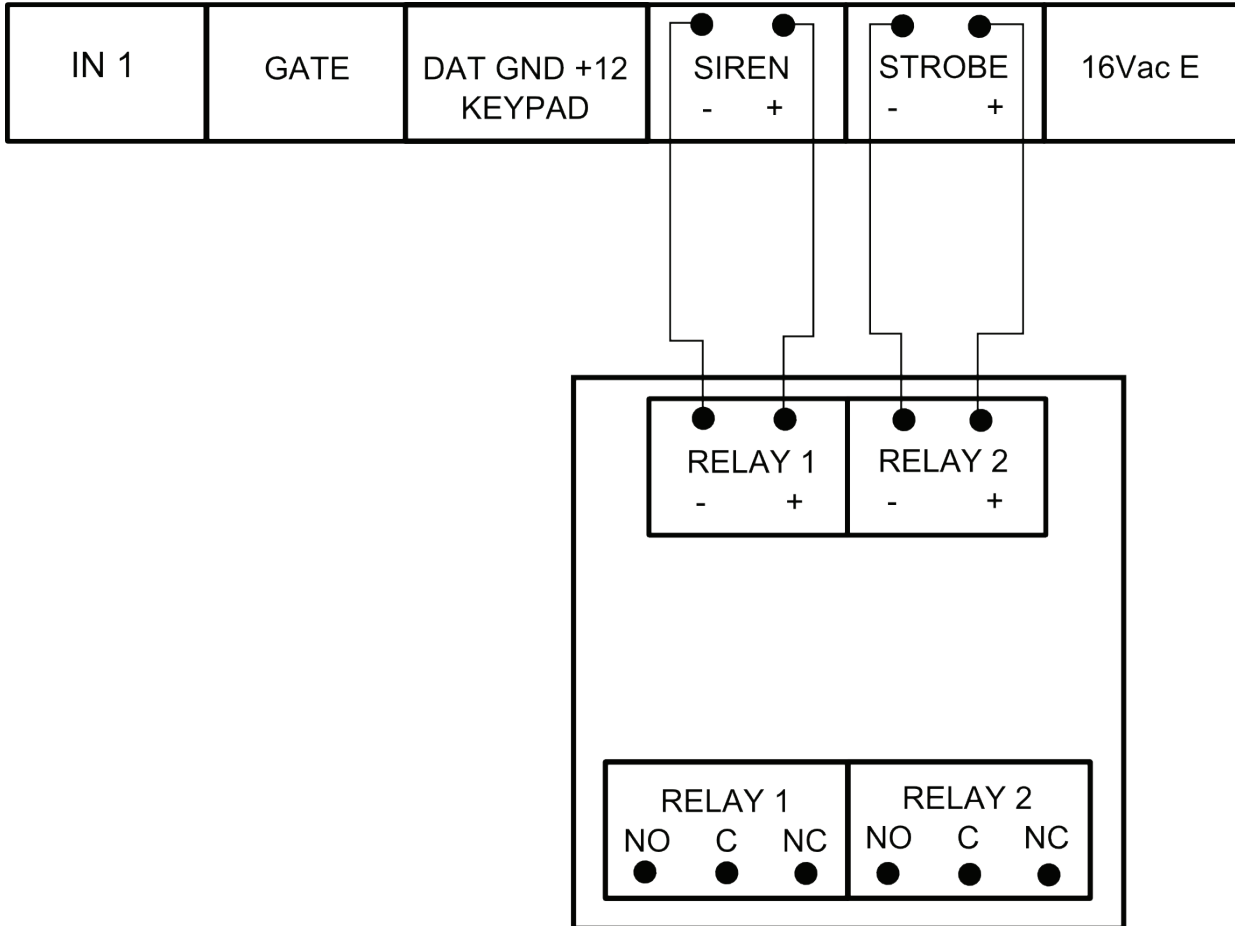 IN 1
GATE
DAT GND +12
KEYPAD
SIREN
- +
STROBE
- +
16Vac E
RELAY 1
- +
RELAY 2
- +
RELAY 1
NO C NC
RELAY 2
NO C NC